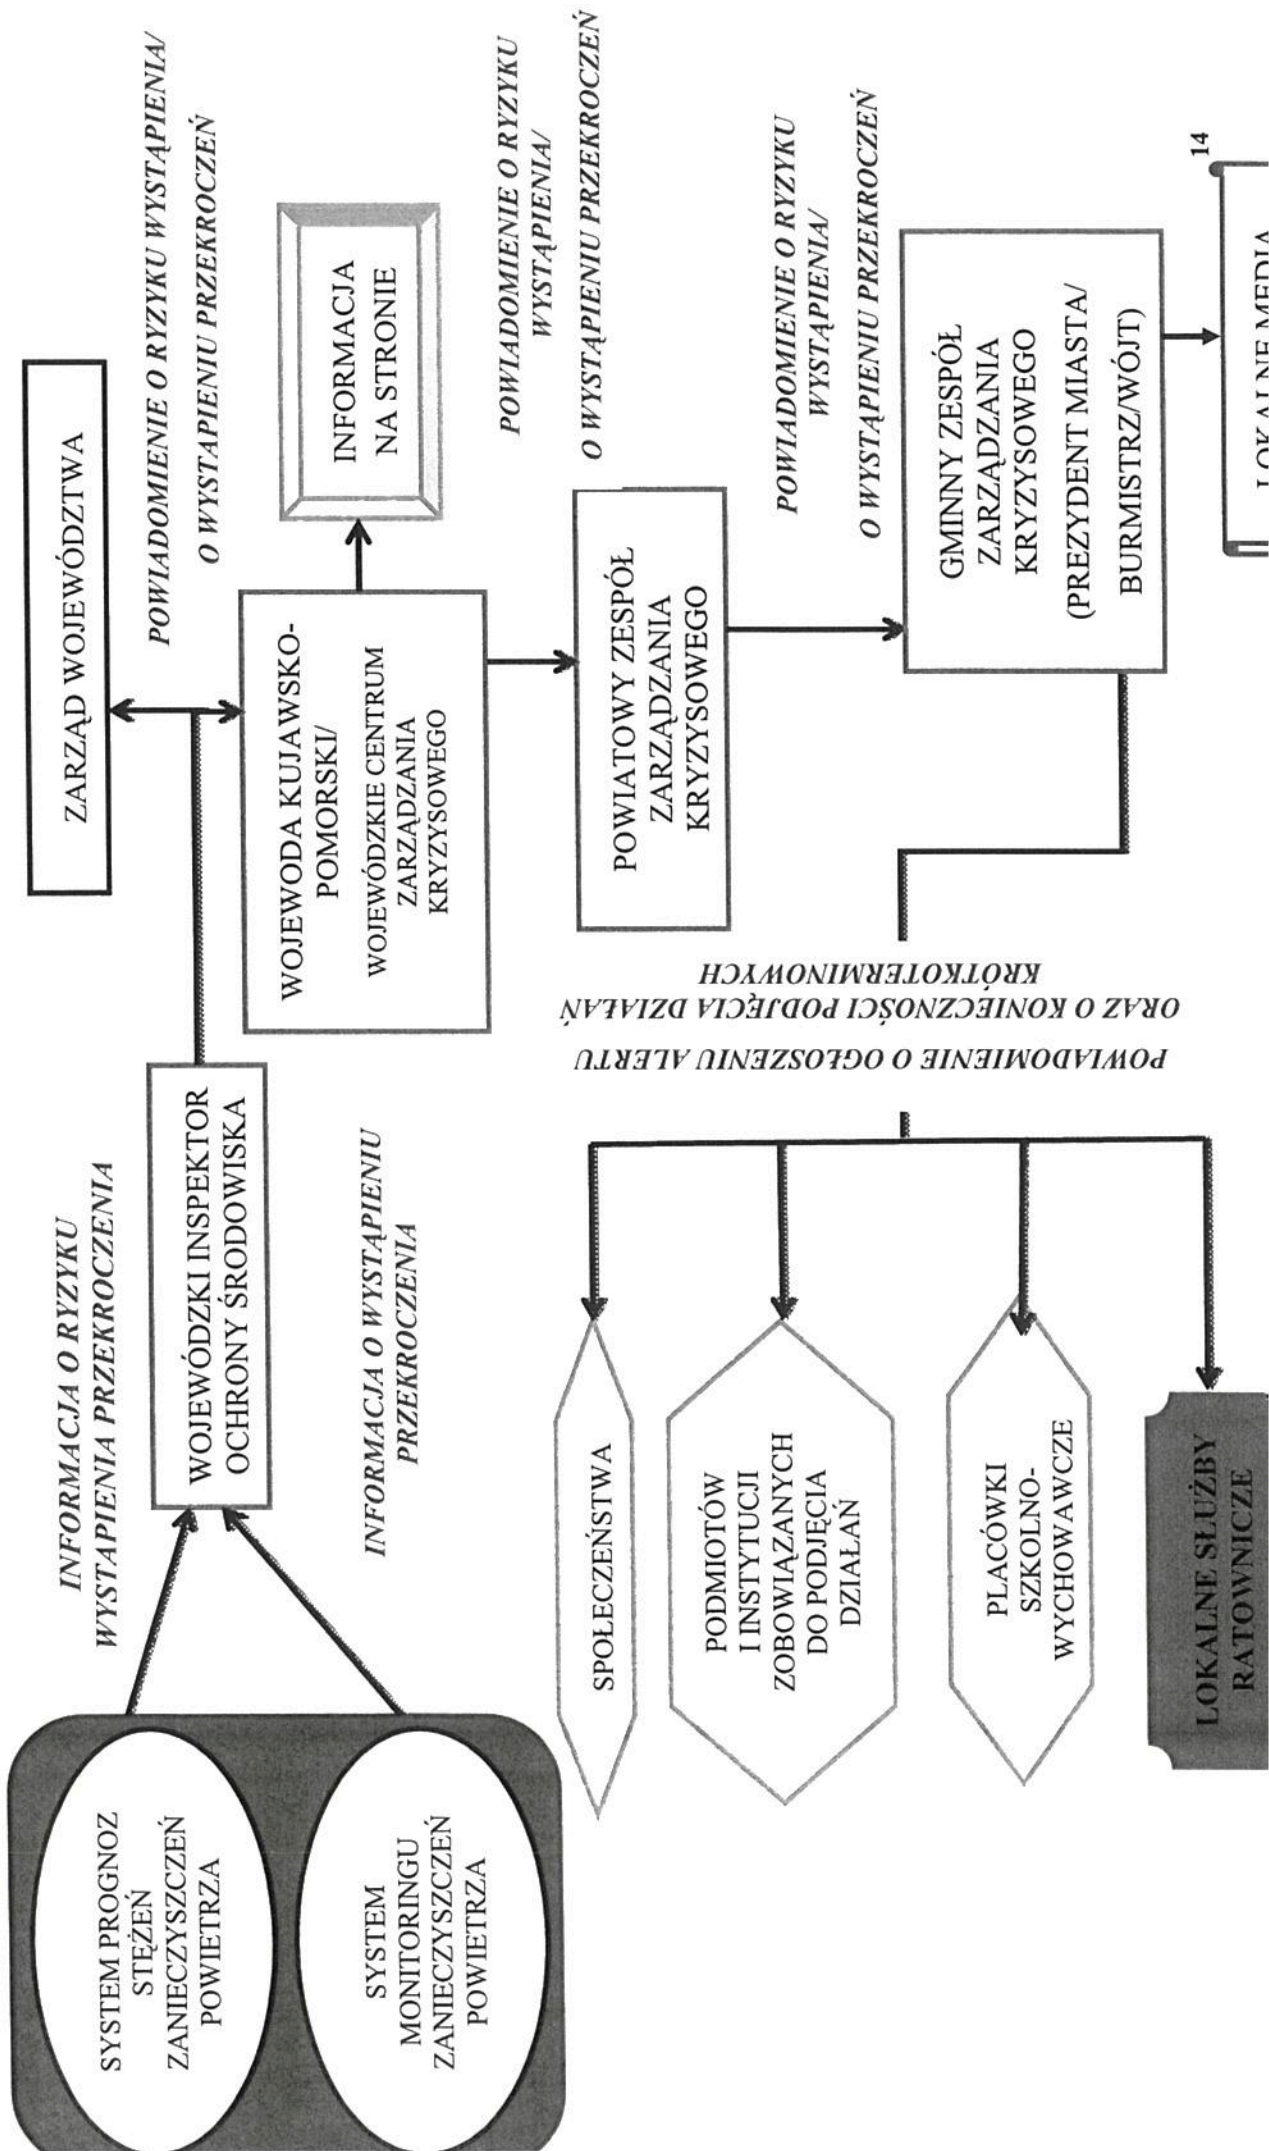 ZARZĄD WOJEWÓDZTWA
POWIADOMIENIE O RYZYKU WYSTĄPIENIA/
O WYSTAPIENIU PRZEKROCZEŃ
INFORMACJA O RYZYKU
WYSTAPIENIA PRZEKROCZENIA
WOJEWÓDZKI INSPEKTOR
OCHRONY ŚRODOWISKA
INFORMACJA O WYSTĄPIENIU
PRZEKROCZENIA
SYSTEM PROGNOZ
STĘŻEŃ
ZANIECZYSZCZEŃ
POWIETRZA
SYSTEM
MONITORINGU
ZANIECZYSZCZEŃ
POWIETRZA
WOJEWODA KUJAWSKO-
POMORSKI/
WOJEWÓDZKIE CENTRUM
ZARZĄDZANIA
KRYZYSOWEGO
INFORMACJA
NA STRONIE
POWIADOMIENIE O RYZYKU
WYSTĄPIENIA/
O WYSTĄPIENIU PRZEKROCZEŃ
POWIATOWY ZESPÓŁ
ZARZĄDZANIA
KRYZYSOWEGO
POWIADOMIENIE O RYZYKU
WYSTĄPIENIA/
O WYSTĄPIENIU PRZEKROCZEŃ
GMINNY ZESPÓŁ
ZARZĄDZANIA
KRYZYSOWEGO
(PREZYDENT MIASTA/
BURMISTRZ/WÓJT)
POWIADOMIENIE O OGŁOSZENIU ALERTU
ORAZ O KONIECZNOŚCI PODJĘCIA DZIAŁAŃ
KRÓTKOTERMINOWYCH
SPOŁECZEŃSTWA
PODMIOTÓW
I INSTYTUCJI
ZOBOWIĄZANYCH
DO PODJĘCIA
DZIAŁAŃ
PLACÓWKI
SZKOLNO-
WYCHOWAWCZE
LOKALNE SŁUŻBY
RATOWNICZE
LOKALNE MEDIA
14